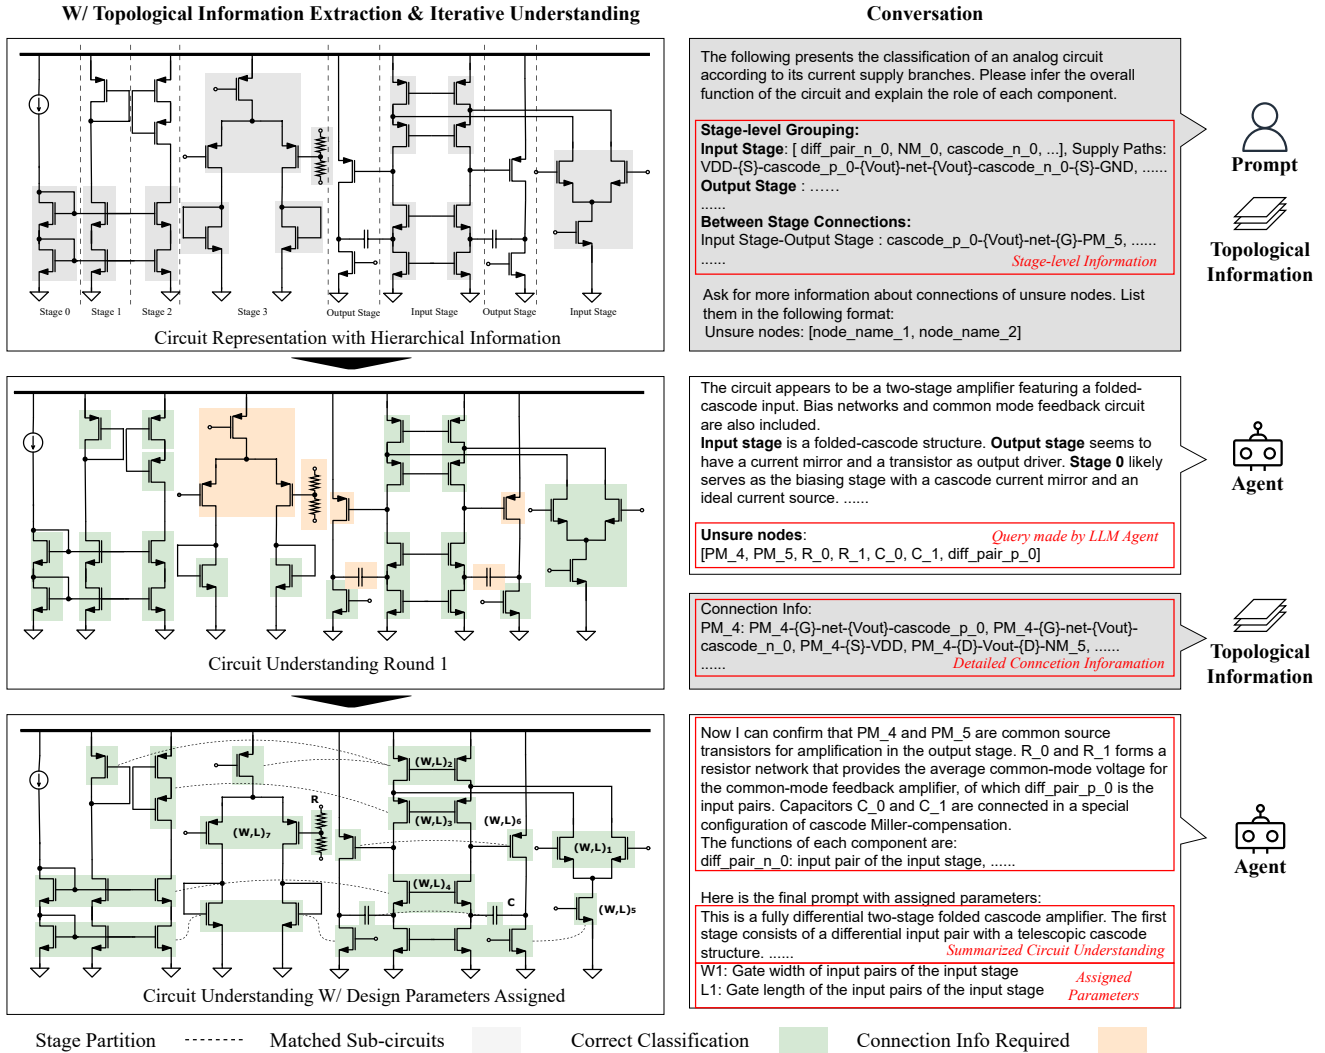 W/ Topological Information Extraction & Iterative Understanding
Conversation
Stage 0
Stage 1
Stage 2
Stage 3
Output Stage
Input Stage
Output Stage
Input Stage
Circuit Representation with Hierarchical Information
The following presents the classification of an analog circuit
according to its current supply branches. Please infer the overall
function of the circuit and explain the role of each component.
Stage-level Grouping:
Input Stage: [ diff_pair_n_0, NM_0, cascode_n_0, ...], Supply Paths:
VDD-{S}-cascode_p_0-{Vout}-net-{Vout}-cascode_n_0-{S}-GND, ......
Output Stage : ......
......
Between Stage Connections:
Input Stage-Output Stage : cascode_p_0-{Vout}-net-{G}-PM_5, ......
......
Stage-level Information
Ask for more information about connections of unsure nodes. List
them in the following format:
Unsure nodes: [node_name_1, node_name_2]
Prompt
Topological
Information
Circuit Understanding Round 1
The circuit appears to be a two-stage amplifier featuring a folded-
cascode input. Bias networks and common mode feedback circuit
are also included.
Input stage is a folded-cascode structure. Output stage seems to
have a current mirror and a transistor as output driver. Stage 0 likely
serves as the biasing stage with a cascode current mirror and an
ideal current source. ......
Unsure nodes:
Query made by LLM Agent
[PM_4, PM_5, R_0, R_1, C_0, C_1, diff_pair_p_0]
Agent
Connection Info:
PM_4: PM_4-{G}-net-{Vout}-cascode_p_0, PM_4-{G}-net-{Vout}-
cascode_n_0, PM_4-{S}-VDD, PM_4-{D}-Vout-{D}-NM_5, ......
......
Detailed Conncetion Inforamation
Topological
Information
(W,L)2
(W,L)3
(W,L)6
R
(W,L)7
(W,L)1
(W,L)4
C
(W,L)5
Circuit Understanding W/ Design Parameters Assigned
Now I can confirm that PM_4 and PM_5 are common source
transistors for amplification in the output stage. R_0 and R_1 forms a
resistor network that provides the average common-mode voltage for
the common-mode feedback amplifier, of which diff_pair_p_0 is the
input pairs. Capacitors C_0 and C_1 are connected in a special
configuration of cascode Miller-compensation.
The functions of each component are:
diff_pair_n_0: input pair of the input stage, ......
Here is the final prompt with assigned parameters:
This is a fully differential two-stage folded cascode amplifier. The first
stage consists of a differential input pair with a telescopic cascode
structure. ......
Summarized Circuit Understanding
W1: Gate width of input pairs of the input stage
L1: Gate length of the input pairs of the input stage
Assigned
Parameters
Agent
Stage Partition
Matched Sub-circuits
Correct Classification
Connection Info Required